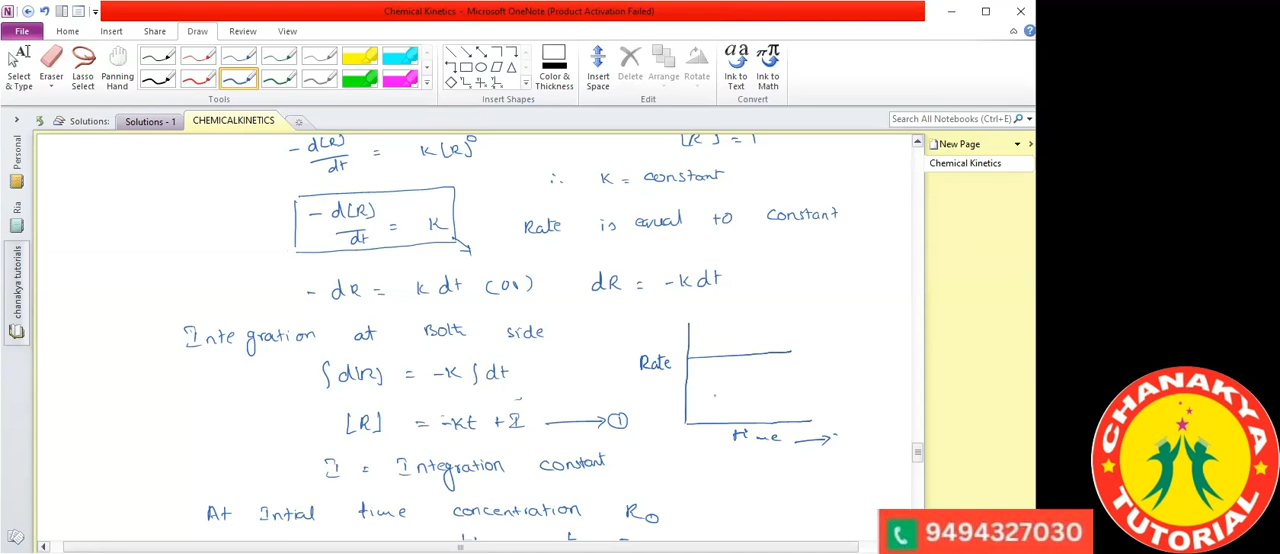 Chemical Kinetics - Microsoft OneNote (Product Activation Failed)
File Home Insert Share Draw Review View
Select & Type Eraser Lasso Select Panning Hand
Color & Thickness Insert Space Delete Arrange Rotate Ink to Text Ink to Math
Tools Insert Shapes Edit Convert
Solutions: Solutions - 1 CHEMICALKINETICS
Search All Notebooks (Ctrl+E)
New Page
Chemical Kinetics
Personal
Ria
chanakya tutorials
- d[R]/dt = K[R]^0 [R] = 1
∴ K = constant
- d[R]/dt = K Rate is equal to constant
- dR = K dt (or) dR = -K dt
Integration at Both side
∫d[R] = -K ∫dt
[R] = -Kt + I → ①
I = Integration constant
Rate
time →
At Intial time concentration R0
CHANAKYA
TUTORIAL
9494327030